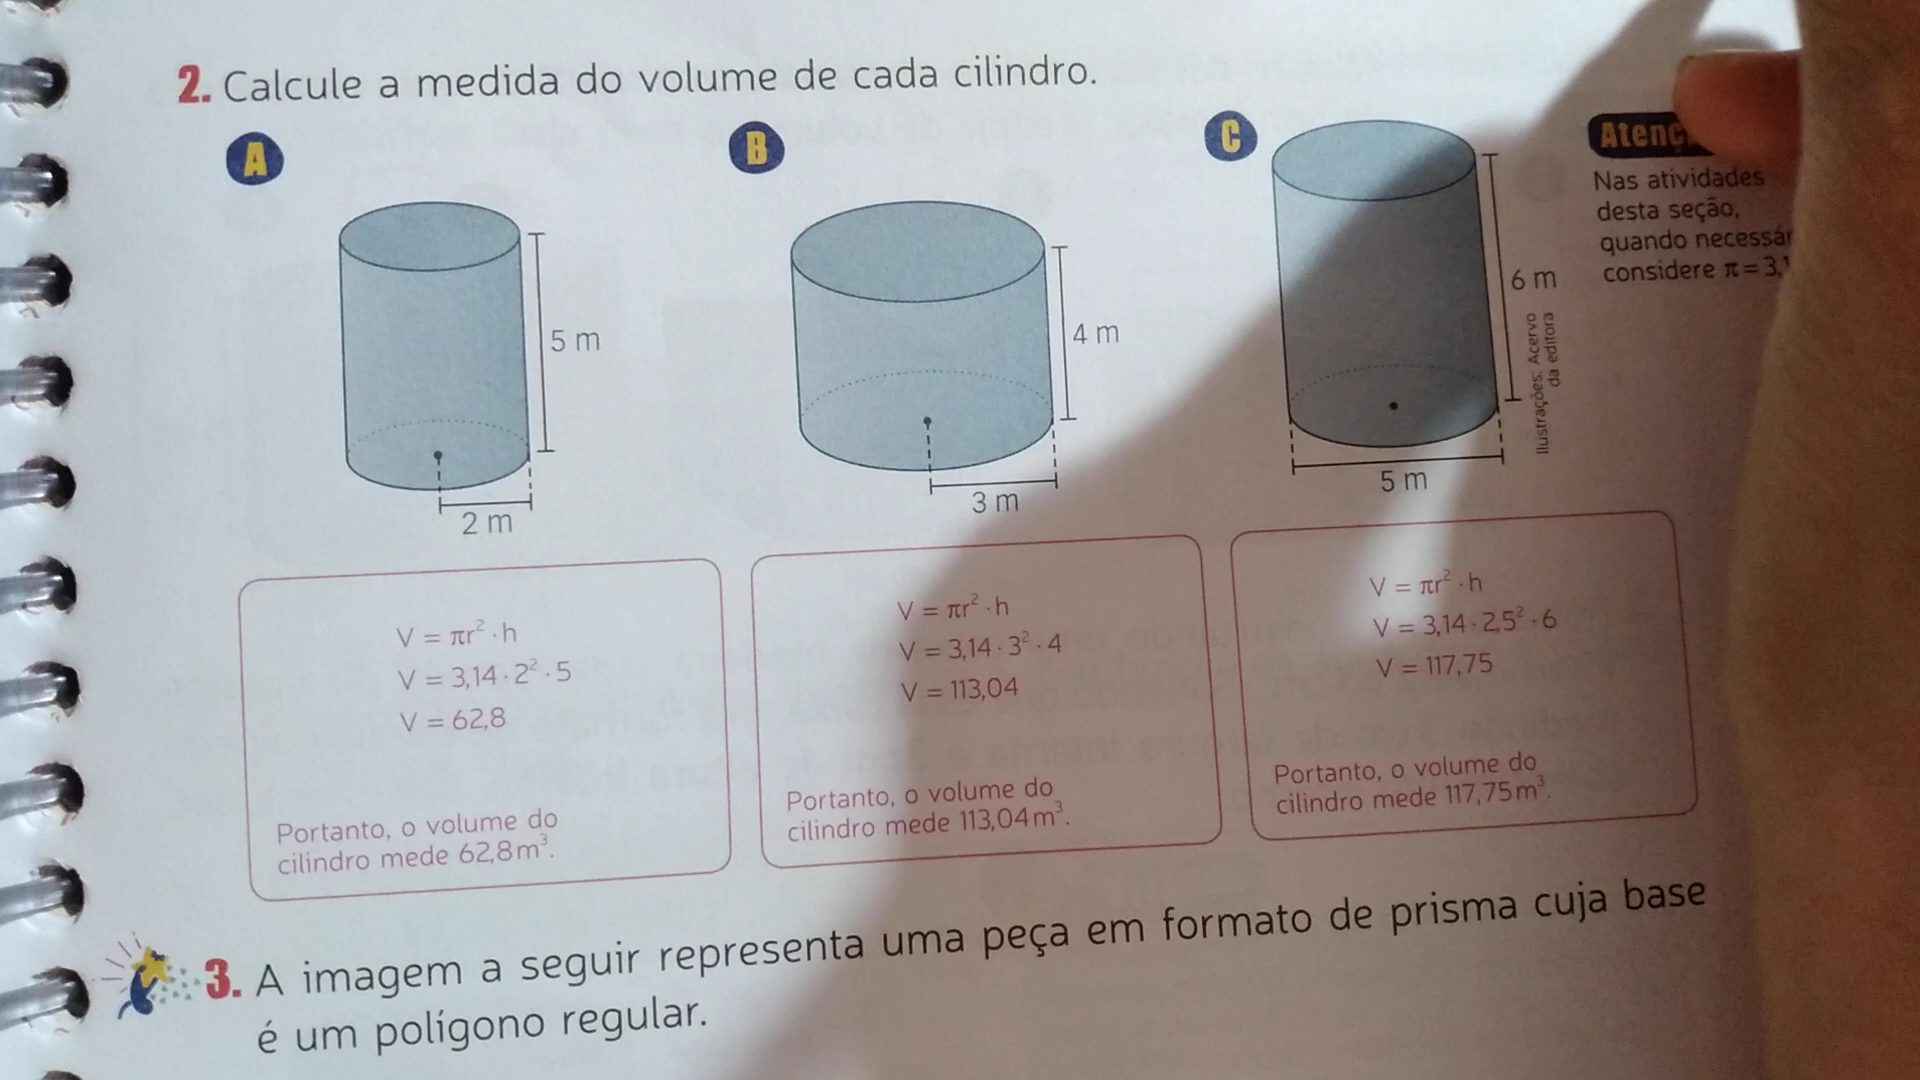 2. Calcule a medida do volume de cada cilindro.
A
B
C
5 m
2 m
4 m
3 m
6 m
5 m
Ilustrações: Acervo
da editora
Nas atividades
desta seção,
quando
considere π = 3,1
V = πr² · h
V = 3,14 · 2² · 5
V = 62,8
Portanto, o volume do
cilindro mede 62,8 m³.
V = πr² · h
V = 3,14 · 3² · 4
V = 113,04
Portanto, o volume do
cilindro mede 113,04 m³.
V = πr² · h
V = 3,14 · 2,5² · 6
V = 117,75
Portanto, o volume do
cilindro mede 117,75 m³.
3. A imagem a seguir representa uma peça em formato de prisma cuja base
é um polígono regular.